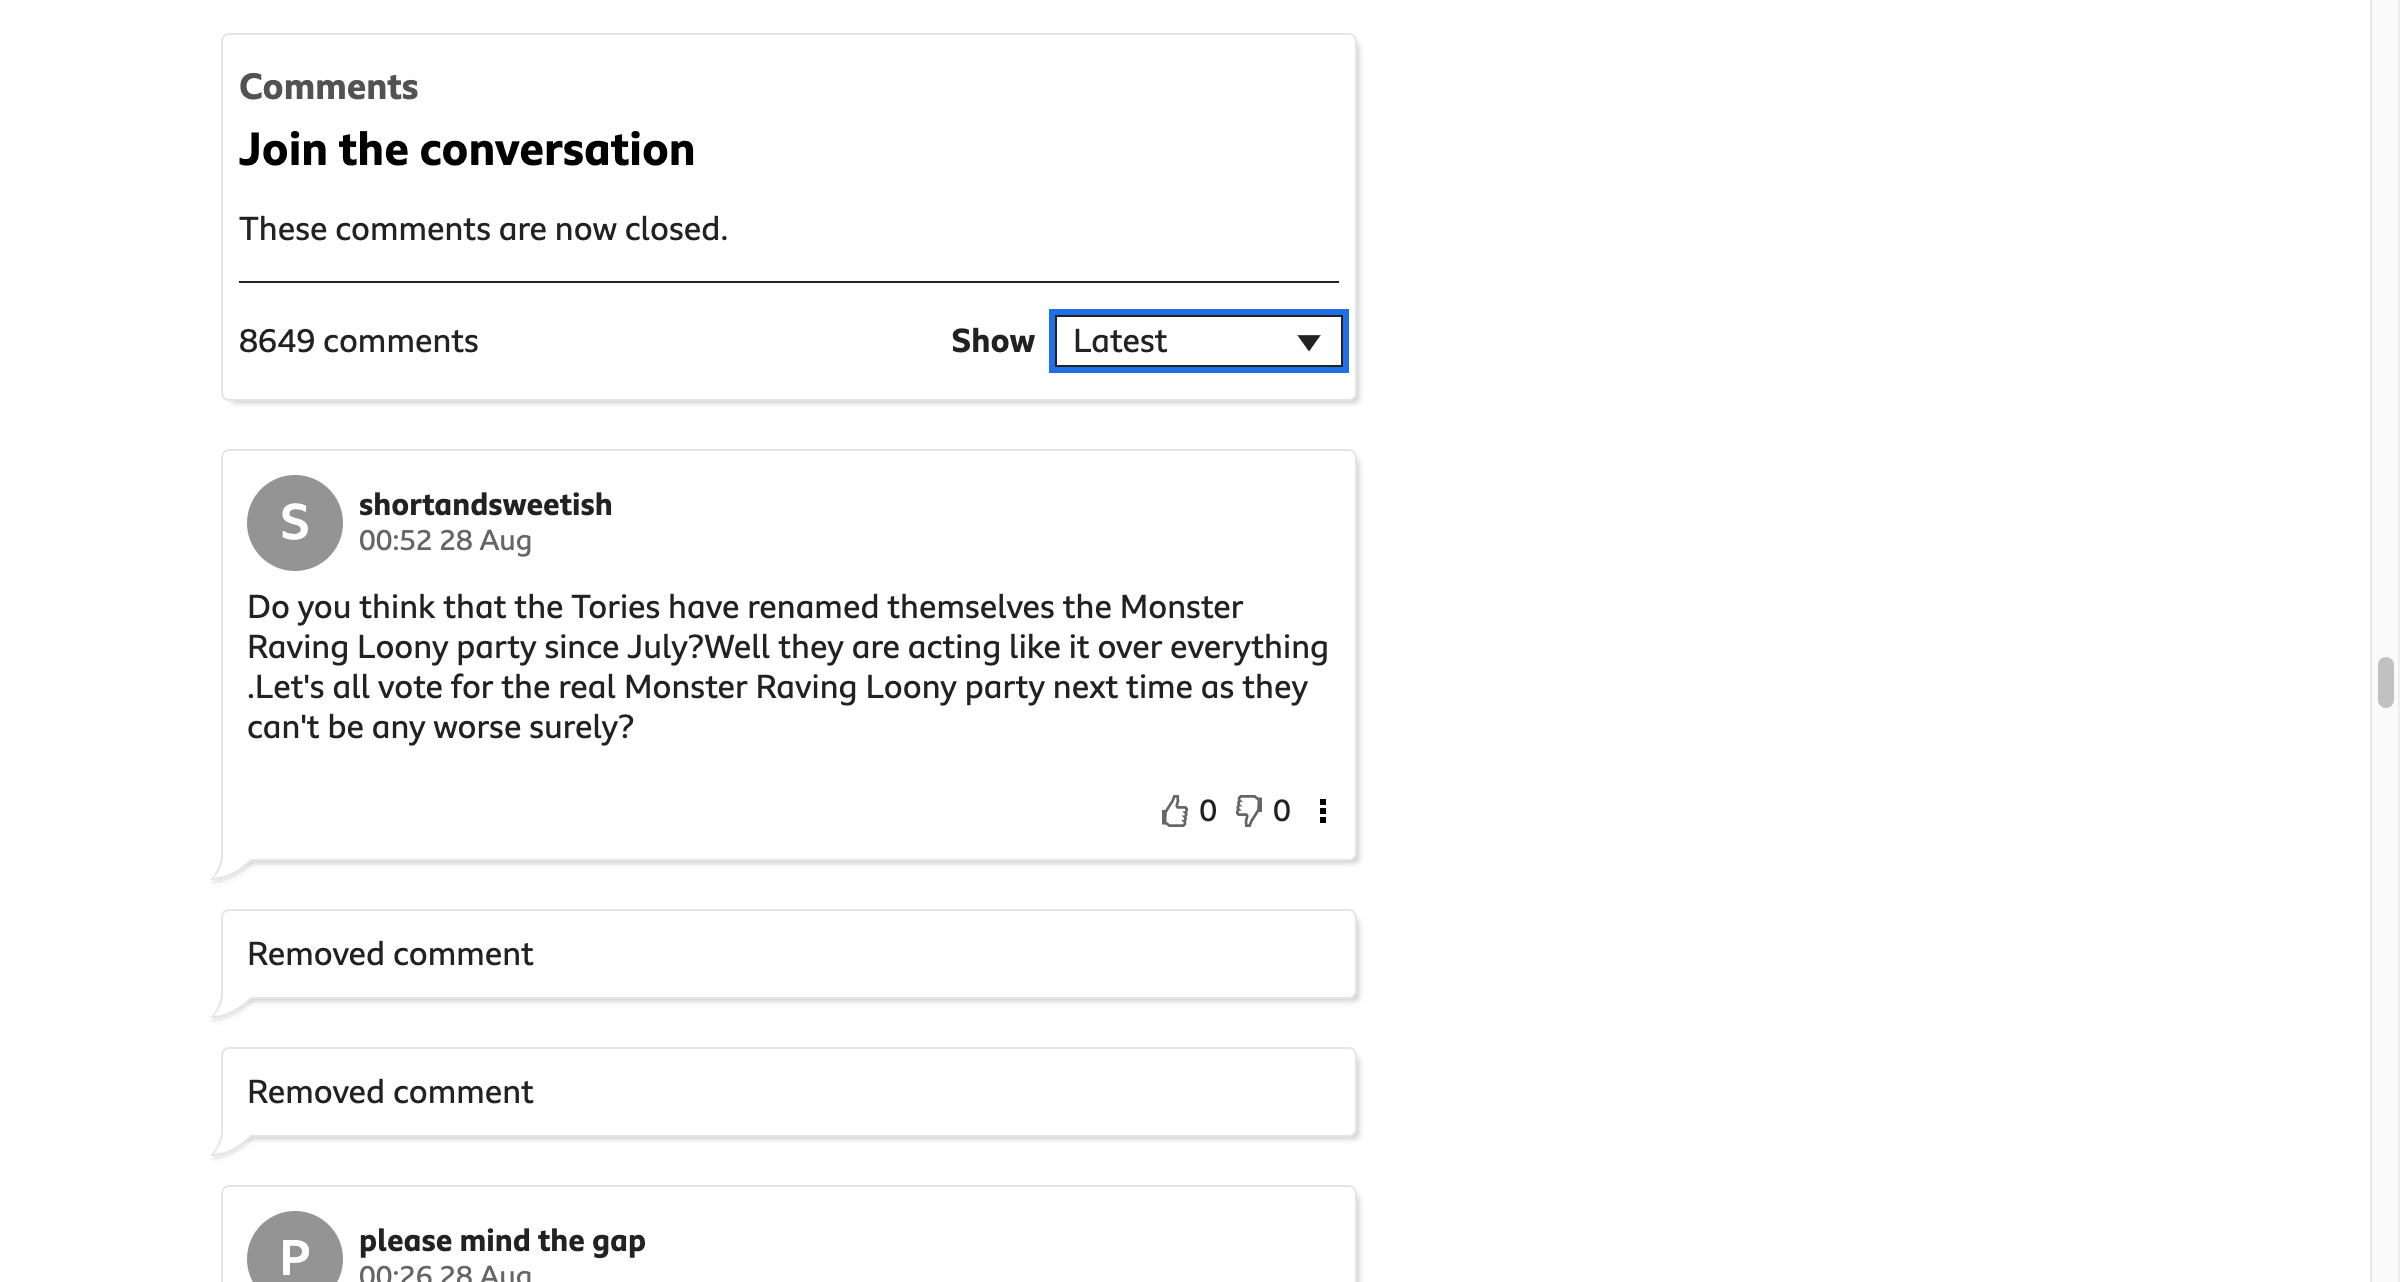 Comments
Join the conversation
These comments are now closed.
8649 comments
Show Latest
S
shortandsweetish
00:52 28 Aug
Do you think that the Tories have renamed themselves the Monster
Raving Loony party since July?Well they are acting like it over everything
.Let's all vote for the real Monster Raving Loony party next time as they
can't be any worse surely?
0 0
Removed comment
Removed comment
P
please mind the gap
00:26 28 Aug